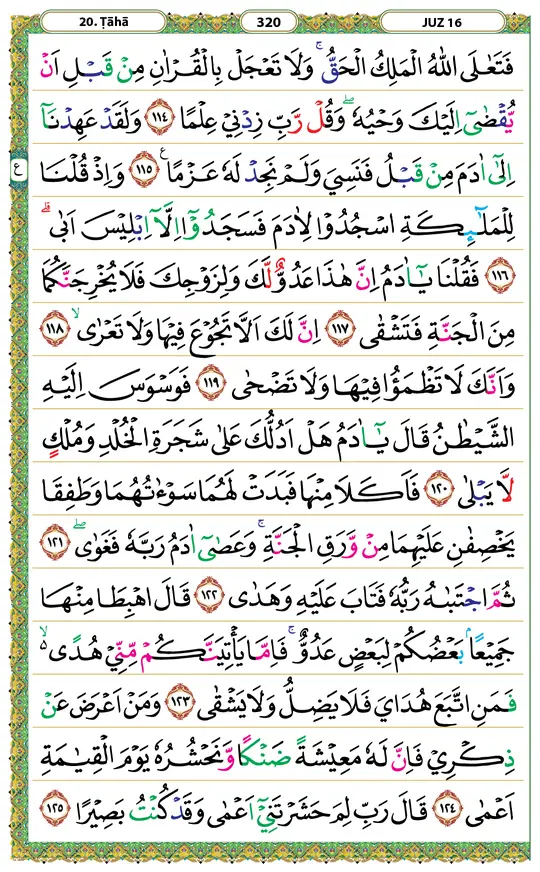 20. Ṭāhā 320 JUZ 16
فَتَعٰلَى اللّٰهُ الْمَلِكُ الْحَقُّ ۚ وَلَا تَعْجَلْ بِالْقُرْاٰنِ مِنْ قَبْلِ اَنْ
يُّقْضٰٓى اِلَيْكَ وَحْيُهٗ ۖ وَقُلْ رَّبِّ زِدْنِيْ عِلْمًا ١١٤ وَلَقَدْ عَهِدْنَآ
اِلٰٓى اٰدَمَ مِنْ قَبْلُ فَنَسِيَ وَلَمْ نَجِدْ لَهٗ عَزْمًا ࣖ ١١٥ وَاِذْ قُلْنَا
ع
لِلْمَلٰۤىِٕكَةِ اسْجُدُوْا لِاٰدَمَ فَسَجَدُوْٓا اِلَّآ اِبْلِيْسَ اَبٰى ۗ
١١٦ فَقُلْنَا يٰٓاٰدَمُ اِنَّ هٰذَا عَدُوٌّ لَّكَ وَلِزَوْجِكَ فَلَا يُخْرِجَنَّكُمَا
مِنَ الْجَنَّةِ فَتَشْقٰى ١١٧ اِنَّ لَكَ اَلَّا تَجُوْعَ فِيْهَا وَلَا تَعْرٰى ۙ ١١٨
وَاَنَّكَ لَا تَظْمَؤُا فِيْهَا وَلَا تَضْحٰى ١١٩ فَوَسْوَسَ اِلَيْهِ
الشَّيْطٰنُ قَالَ يٰٓاٰدَمُ هَلْ اَدُلُّكَ عَلٰى شَجَرَةِ الْخُلْدِ وَمُلْكٍ
لَّا يَبْلٰى ١٢٠ فَاَكَلَا مِنْهَا فَبَدَتْ لَهُمَا سَوْءٰتُهُمَا وَطَفِقَا
يَخْصِفٰنِ عَلَيْهِمَا مِنْ وَّرَقِ الْجَنَّةِ ۚ وَعَصٰٓى اٰدَمُ رَبَّهٗ فَغَوٰى ۖ ١٢١
ثُمَّ اجْتَبٰىهُ رَبُّهٗ فَتَابَ عَلَيْهِ وَهَدٰى ١٢٢ قَالَ اهْبِطَا مِنْهَا
جَمِيْعًا ۢ بَعْضُكُمْ لِبَعْضٍ عَدُوٌّ ۚ فَاِمَّا يَأْتِيَنَّكُمْ مِّنِّيْ هُدًى ەۙ
فَمَنِ اتَّبَعَ هُدَايَ فَلَا يَضِلُّ وَلَا يَشْقٰى ١٢٣ وَمَنْ اَعْرَضَ عَنْ
ذِكْرِيْ فَاِنَّ لَهٗ مَعِيْشَةً ضَنْكًا وَّنَحْشُرُهٗ يَوْمَ الْقِيٰمَةِ
اَعْمٰى ١٢٤ قَالَ رَبِّ لِمَ حَشَرْتَنِيْٓ اَعْمٰى وَقَدْ كُنْتُ بَصِيْرًا ١٢٥